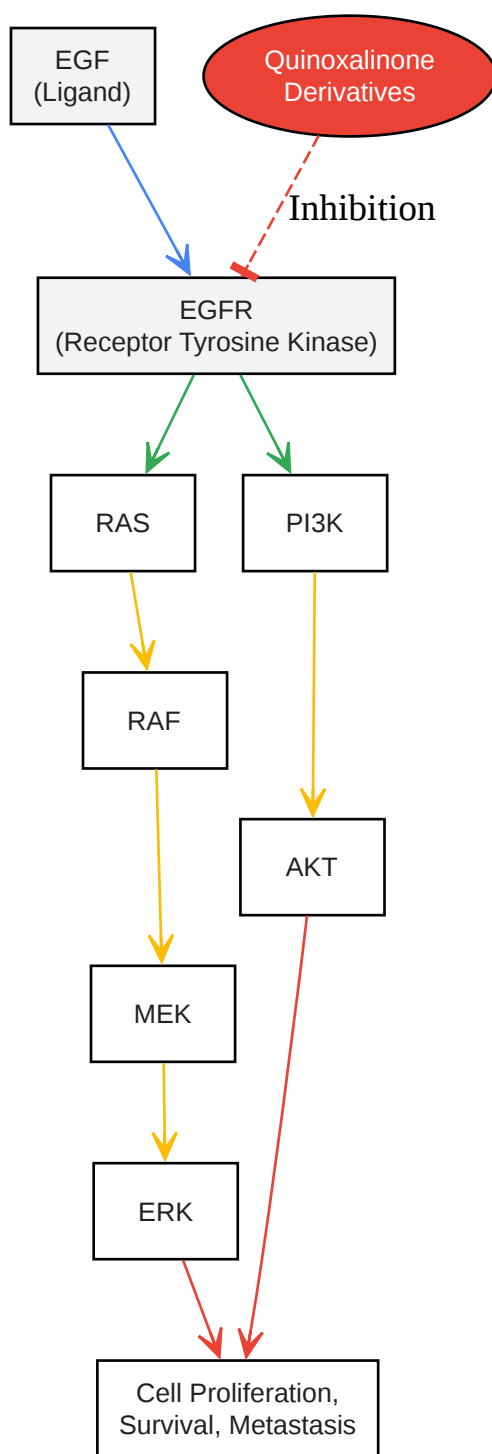 EGF
(Ligand)
Quinoxalinone
Derivatives
Inhibition
EGFR
(Receptor Tyrosine Kinase)
RAS
PI3K
RAF
AKT
MEK
ERK
Cell Proliferation,
Survival, Metastasis